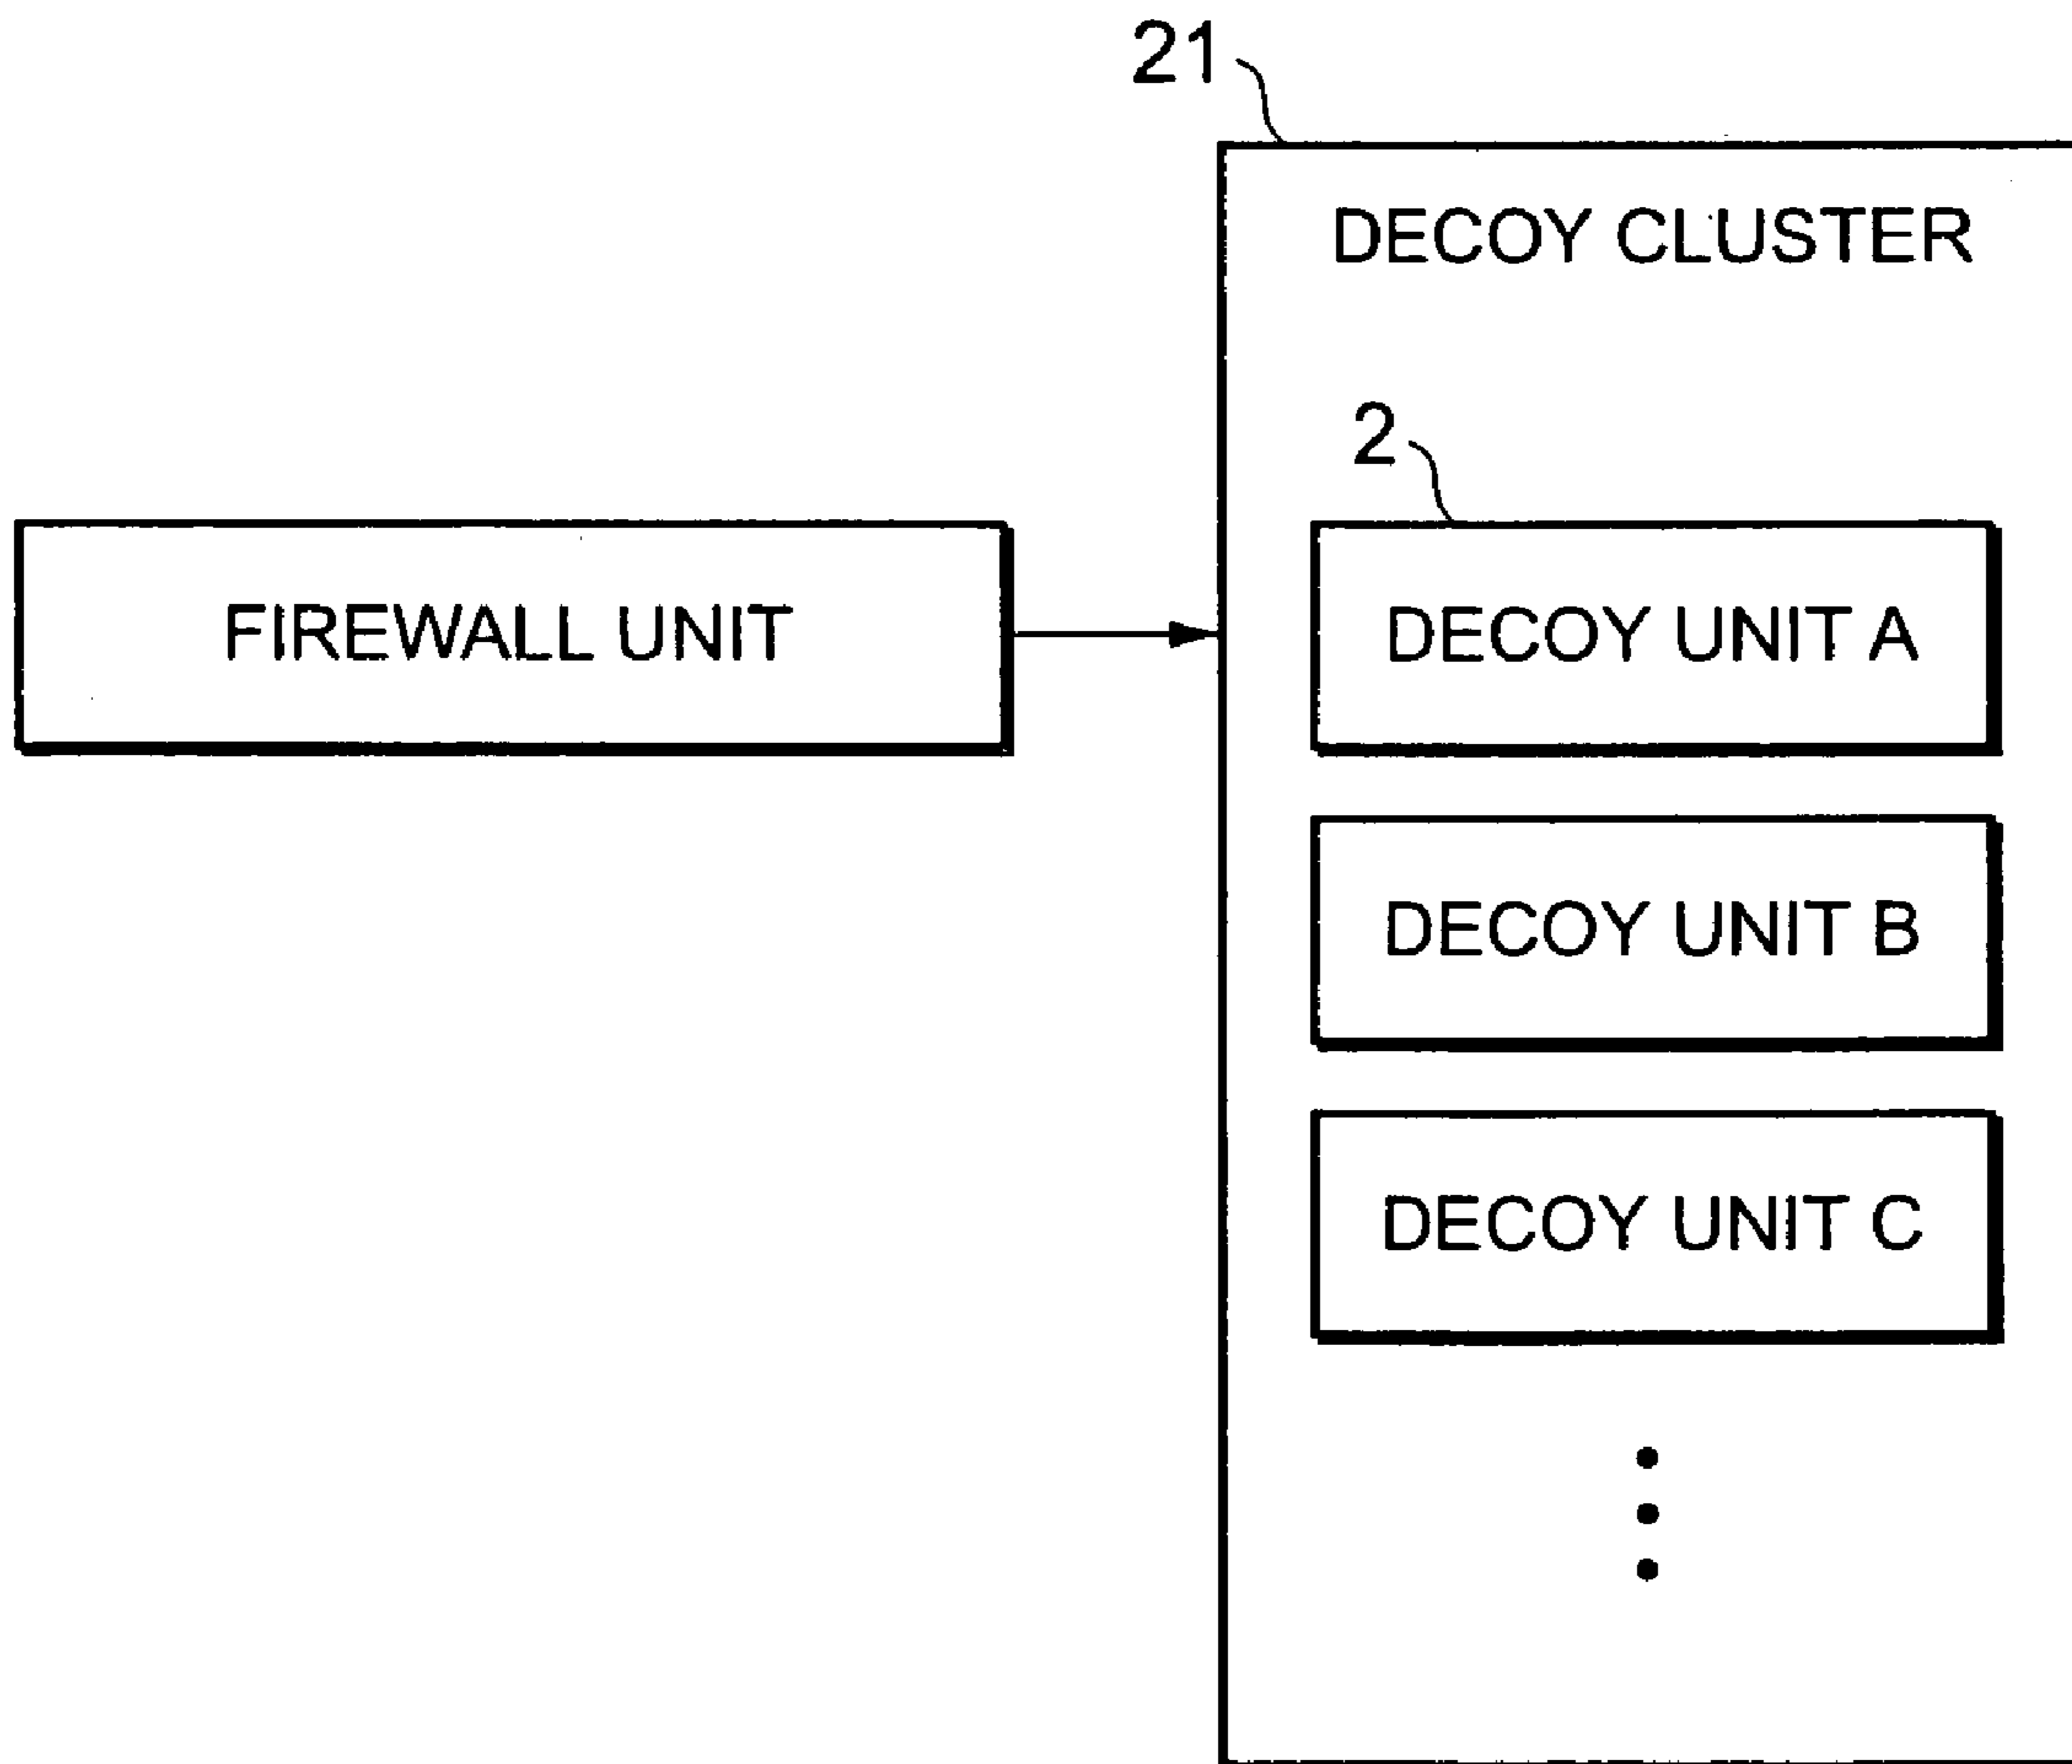 21
DECOY CLUSTER
2
FIREWALL UNIT
DECOY UNIT A
DECOY UNIT B
DECOY UNIT C